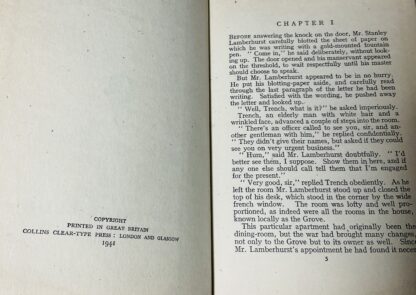 COPYRIGHT
PRINTED IN GREAT BRITAIN
COLLINS CLEAR-TYPE PRESS : LONDON AND GLASGOW
1942
CHAPTER I
BEFORE answering the knock on the door, Mr. Stanley
Lamberhurst carefully blotted the sheet of paper on
which he was writing with a gold-mounted fountain
pen. " Come in," he said deliberately, without look-
ing up. The door opened and his manservant appeared
on the threshold, to wait respectfully until his master
should choose to speak.
But Mr. Lamberhurst appeared to be in no hurry.
He put his blotting-paper aside, and carefully read
through the last paragraph of the letter he had been
writing. Satisfied with the wording, he pushed away
the letter and looked up.
" Well, Trench, what is it? " he asked imperiously.
Trench, an elderly man with white hair and a
wrinkled face, advanced a couple of steps into the room.
" There's an officer called to see you, sir, and an-
other gentleman with him," he replied confidentially.
" They didn't give their names, but asked if they could
see you on very urgent business."
" Hum," said Mr. Lamberhurst doubtfully. " I'd
better see them, I suppose. Show them in here, and if
any one else should call tell them that I'm engaged
for the present."
" Very good, sir," replied Trench obediently. As he
left the room Mr. Lamberhurst stood up and closed the
top of his desk, which stood in the corner by the wide
french window. The room was lofty and well pro-
portioned, as indeed were all the rooms in the house,
known locally as the Grove.
This particular apartment had originally been the
dining-room, but the war had brought many changes,
not only to the Grove but to its owner as well. Since
Mr. Lamberhurst's appointment he had found it neces
5